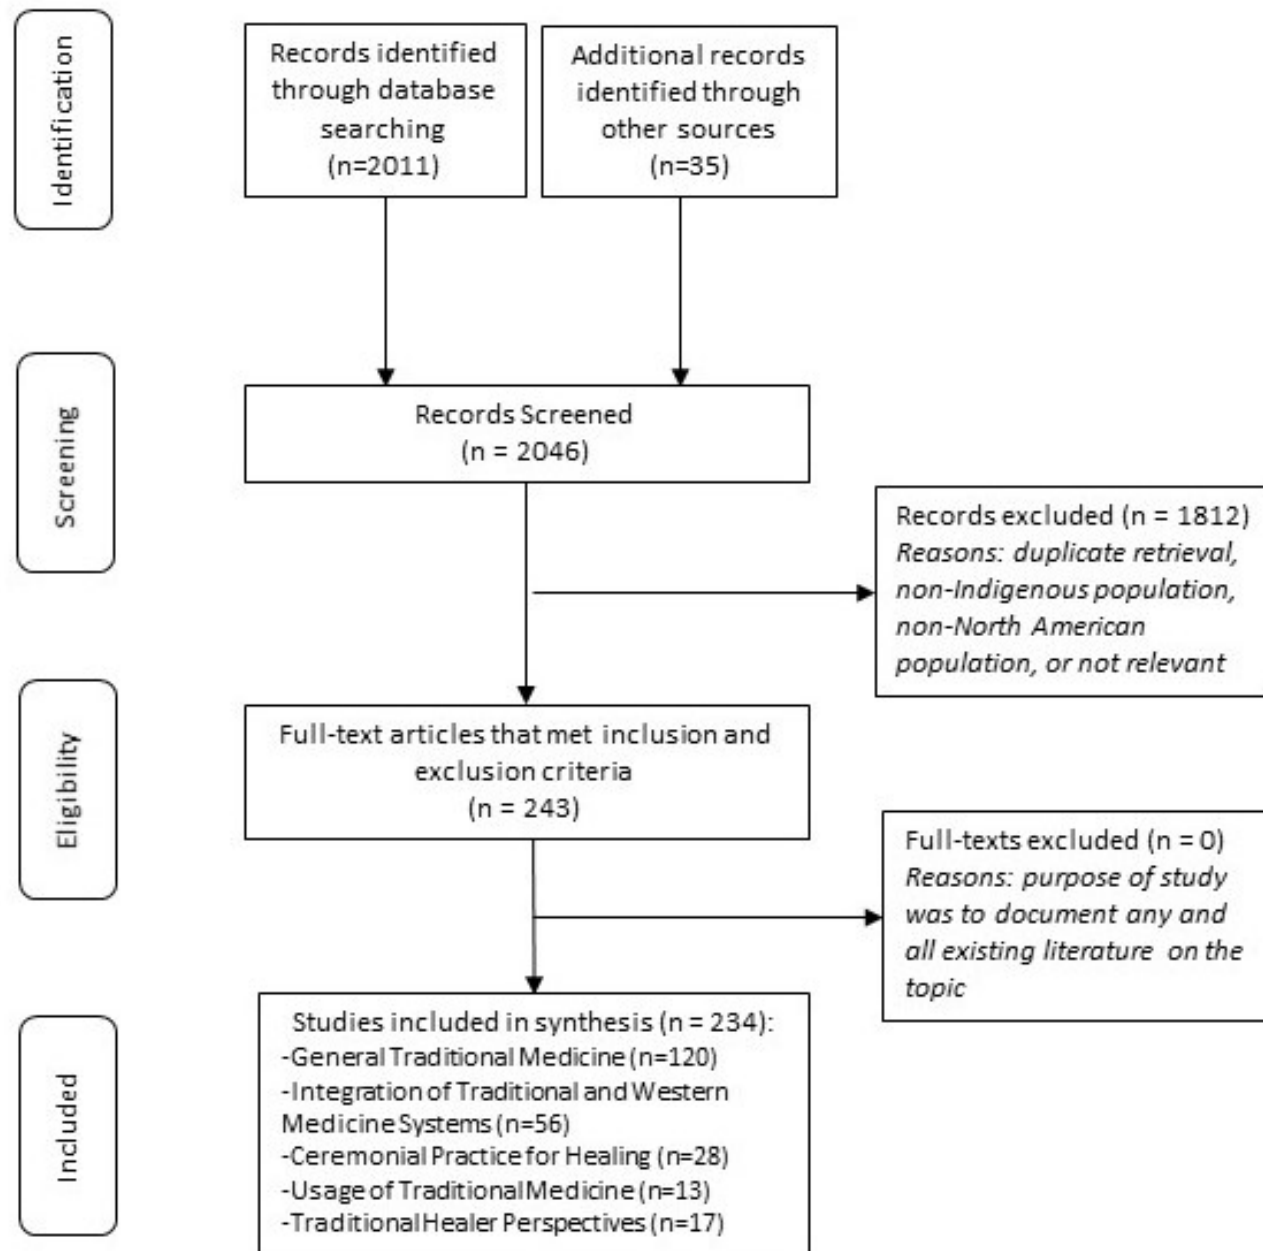 Identification
Records identified
through database
searching
(n=2011)
Additional records
identified through
other sources
(n=35)
Screening
Records Screened
(n = 2046)
Records excluded (n = 1812)
Reasons: duplicate retrieval,
non-Indigenous population,
non-North American
population, or not relevant
Eligibility
Full-text articles that met inclusion and
exclusion criteria
(n = 243)
Full-texts excluded (n = 0)
Reasons: purpose of study
was to document any and
all existing literature on the
topic
Included
Studies included in synthesis (n = 234):
-General Traditional Medicine (n=120)
-Integration of Traditional and Western
Medicine Systems (n=56)
-Ceremonial Practice for Healing (n=28)
-Usage of Traditional Medicine (n=13)
-Traditional Healer Perspectives (n=17)